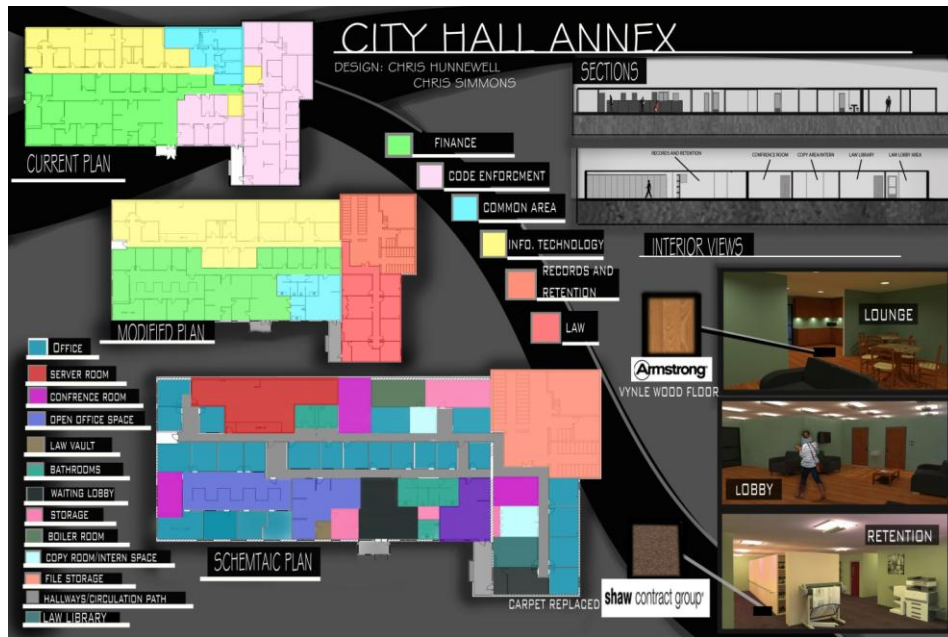 CITY HALL ANNEX
DESIGN: CHRIS HUNNEWELL
CHRIS SIMMONS
CURRENT PLAN
FINANCE
CODE ENFORCMENT
COMMON AREA
INFO. TECHNOLOGY
RECORDS AND
RETENTION
LAW
MODIFIED PLAN
OFFICE
SERVER ROOM
CONFRENCE ROOM
OPEN OFFICE SPACE
LAW VAULT
BATHROOMS
WAITING LOBBY
STORAGE
BOILER ROOM
COPY ROOM/INTERN SPACE
FILE STORAGE
HALLWAYS/CIRCULATION PATH
LAW LIBRARY
SCHEMTAIC PLAN
SECTIONS
RECORDS AND RETENTION
CONFRENCE ROOM
COPY AREA/INTERN
LAW LIBRARY
LAW LOBBY AREA
INTERIOR VIEWS
Armstrong
VYNLE WOOD FLOOR
LOUNGE
LOBBY
RETENTION
CARPET REPLACED
shaw contract group